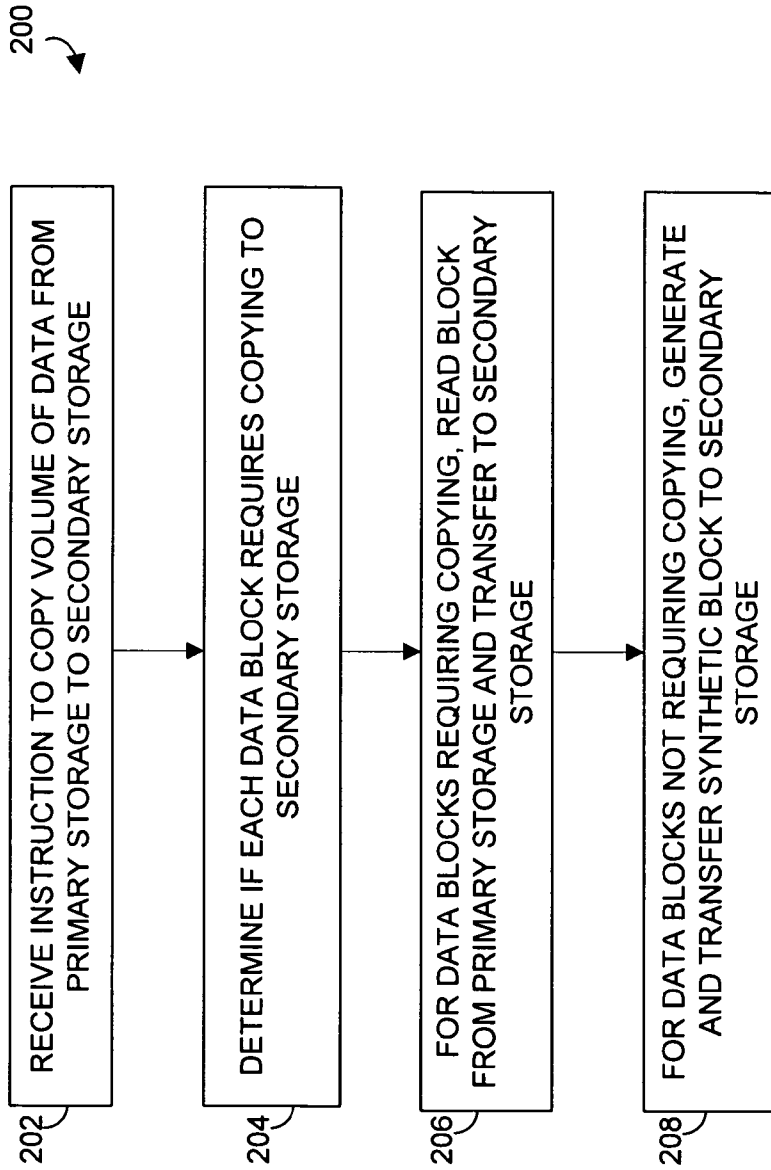 200
202
RECEIVE INSTRUCTION TO COPY VOLUME OF DATA FROM
PRIMARY STORAGE TO SECONDARY STORAGE
204
DETERMINE IF EACH DATA BLOCK REQUIRES COPYING TO
SECONDARY STORAGE
206
FOR DATA BLOCKS REQUIRING COPYING, READ BLOCK
FROM PRIMARY STORAGE AND TRANSFER TO SECONDARY
STORAGE
208
FOR DATA BLOCKS NOT REQUIRING COPYING, GENERATE
AND TRANSFER SYNTHETIC BLOCK TO SECONDARY
STORAGE